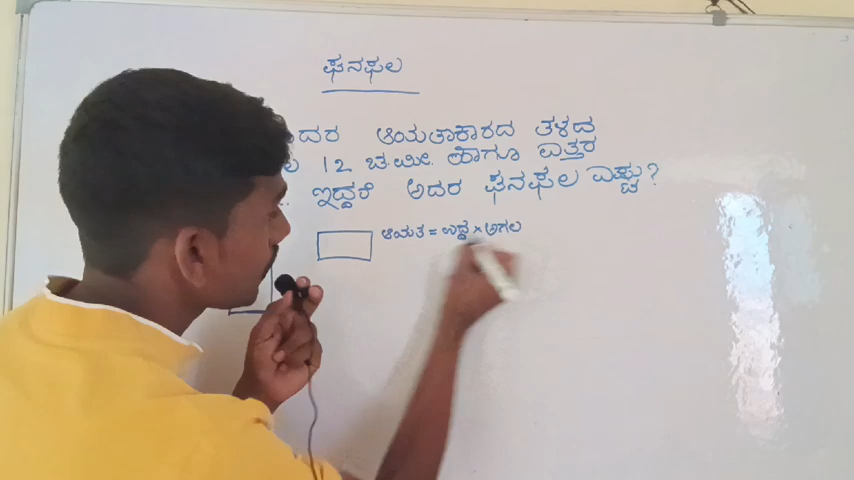 ಘನಫಲ
ಆಯತಾಕಾರದ ತಳದ
12 ಚ.ಮೀ. ಹಾಗೂ ಎತ್ತರ
ಇದ್ದರೆ ಅದರ ಘನಫಲ ಎಷ್ಟು?
ಆಯತ = ಉದ್ದ × ಅಗಲ